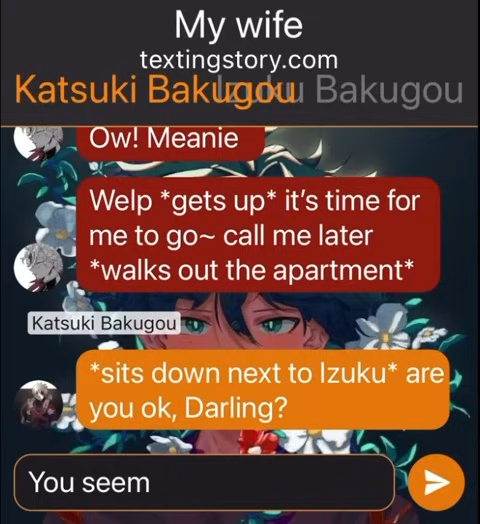 My wife
textingstory.com
Katsuki Bakugou Izuku Bakugou
Ow! Meanie
Welp *gets up* it’s time for
me to go~ call me later
*walks out the apartment*
Katsuki Bakugou
*sits down next to Izuku* are
you ok, Darling?
You seem